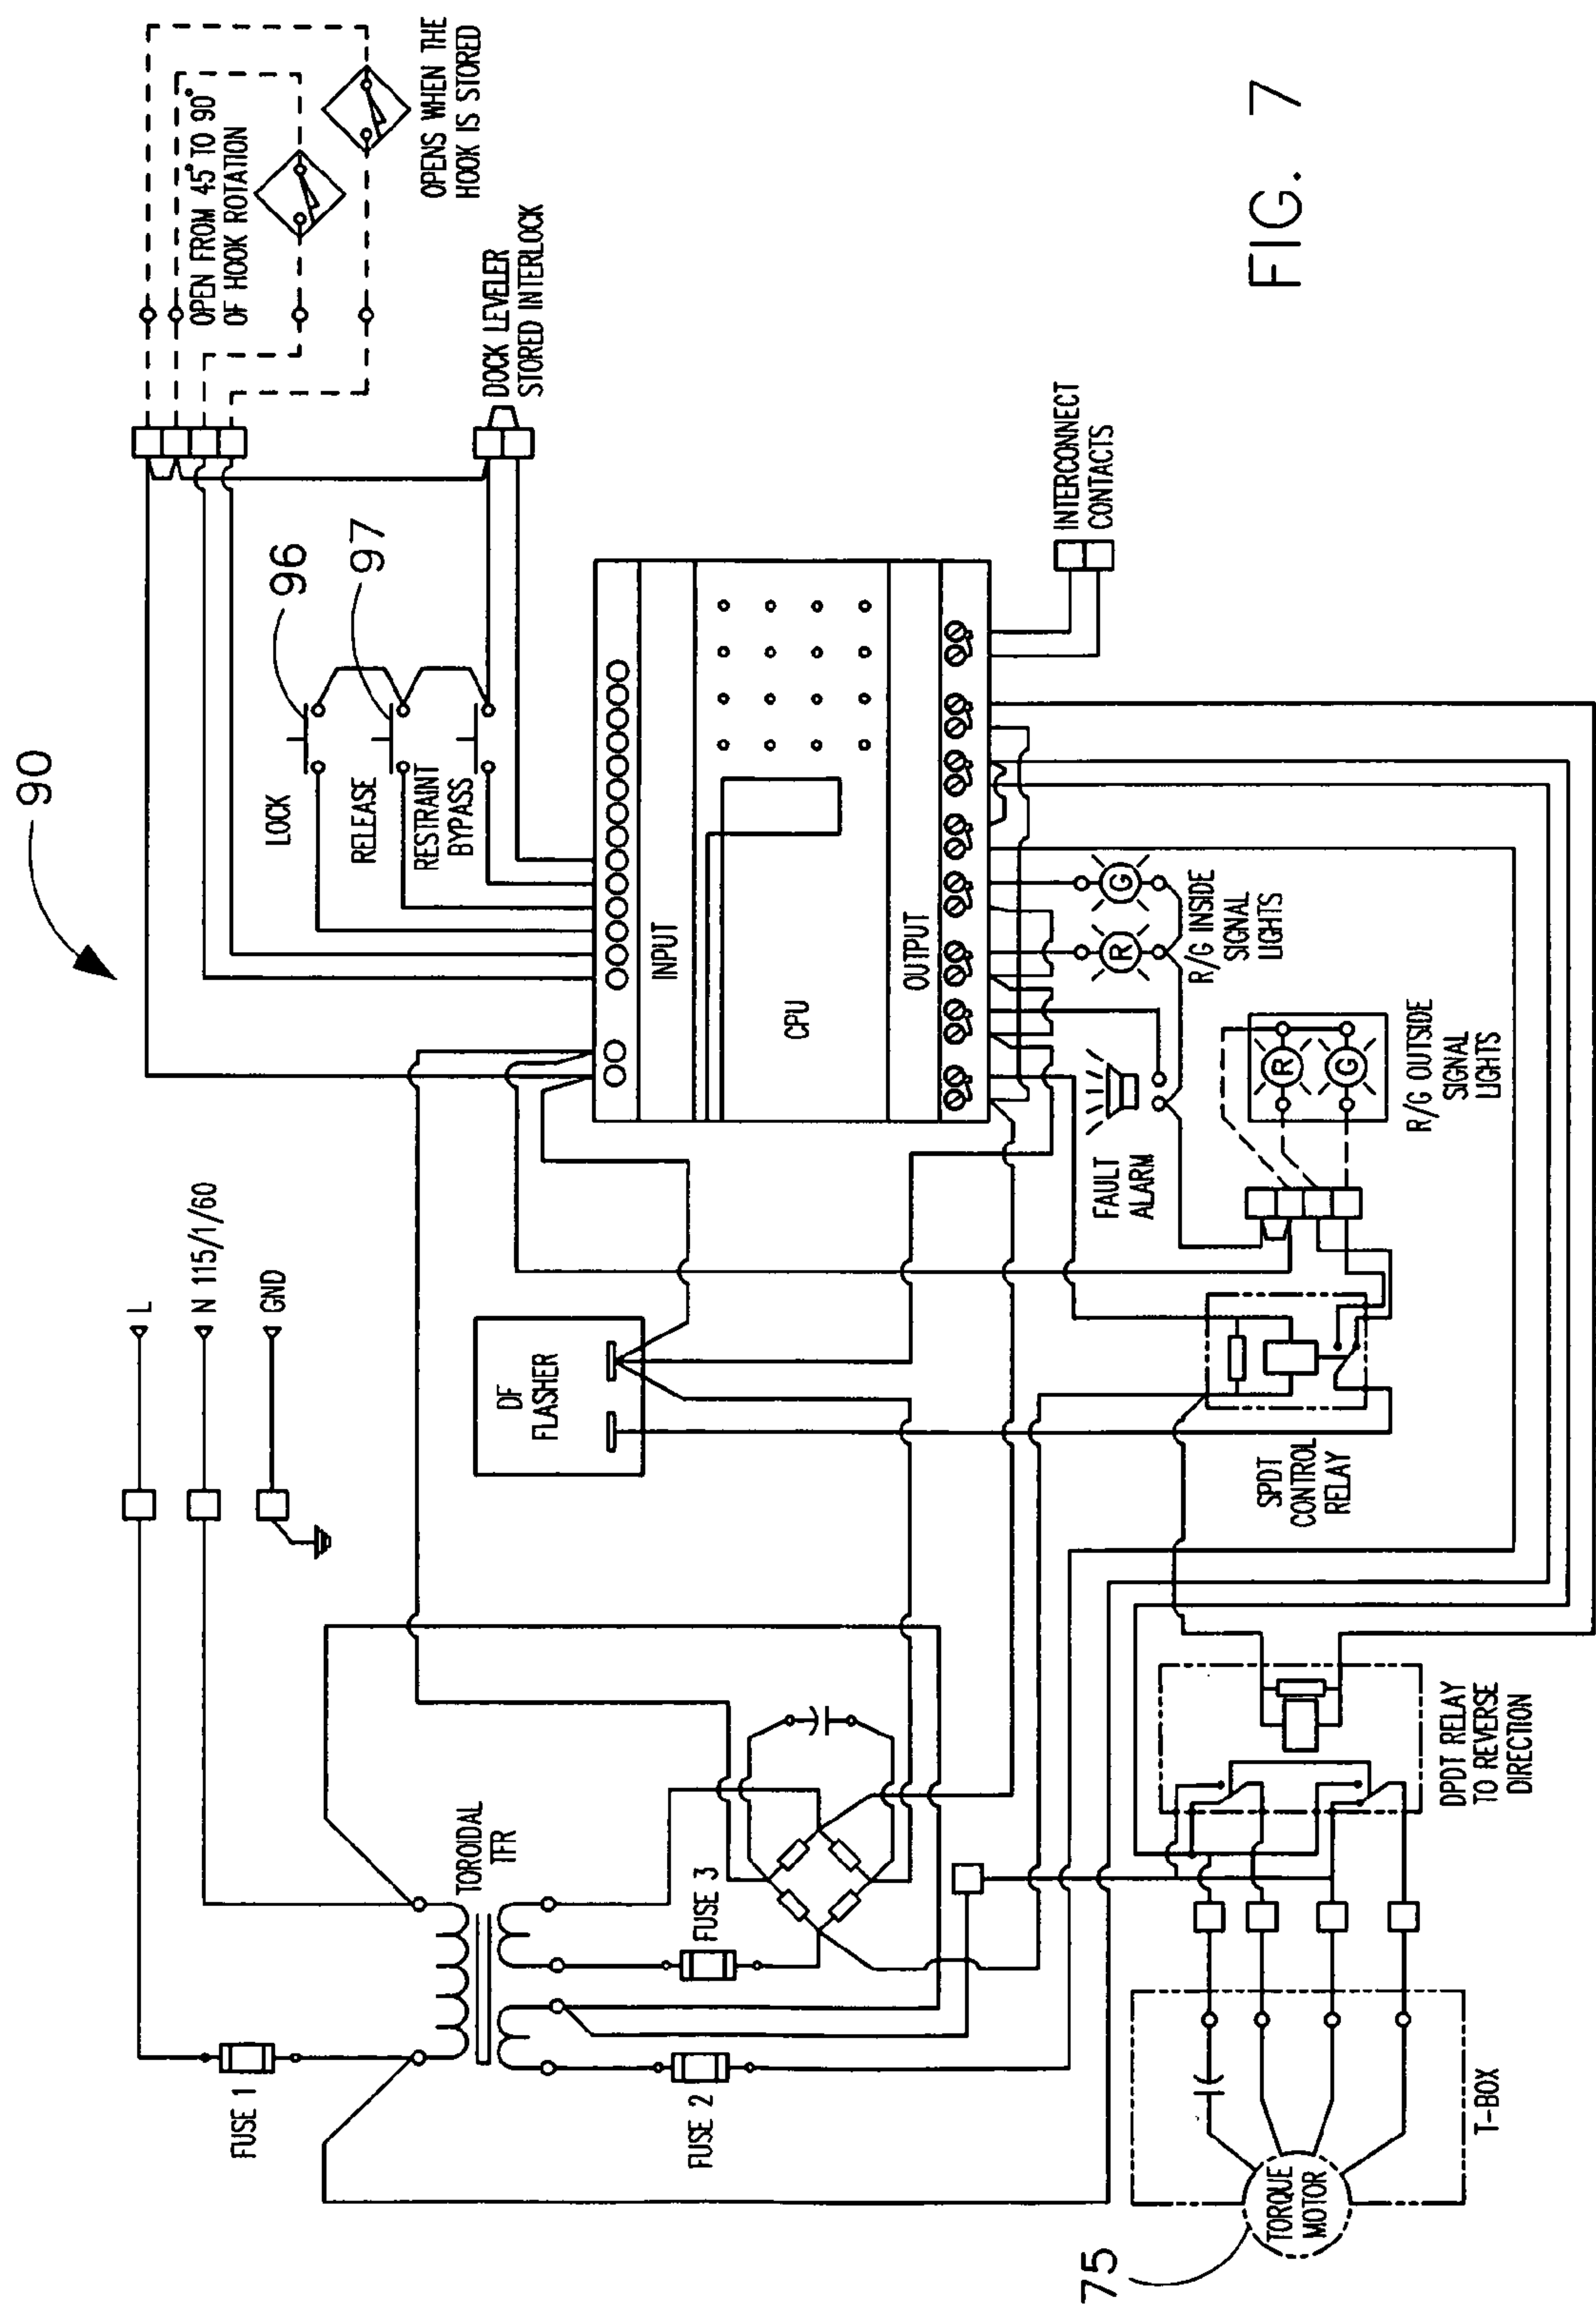 90
L
N 115/1/60
GND
FUSE 1
TOROIDAL
TFR
FUSE 2
FUSE 3
DF
FLASHER
LOCK
96
RELEASE
97
RESTRAINT
BYPASS
OPEN FROM 45° TO 90°
OF HOOK ROTATION
OPENS WHEN THE
HOOK IS STORED
DOCK LEVELER
STORED INTERLOCK
INPUT
CPU
OUTPUT
INTERCONNECT
CONTACTS
FAULT
ALARM
R
G
R/G INSIDE
SIGNAL
LIGHTS
R
G
R/G OUTSIDE
SIGNAL
LIGHTS
SPDT
CONTROL
RELAY
DPDT RELAY
TO REVERSE
DIRECTION
75
TORQUE
MOTOR
T-BOX
FIG. 7